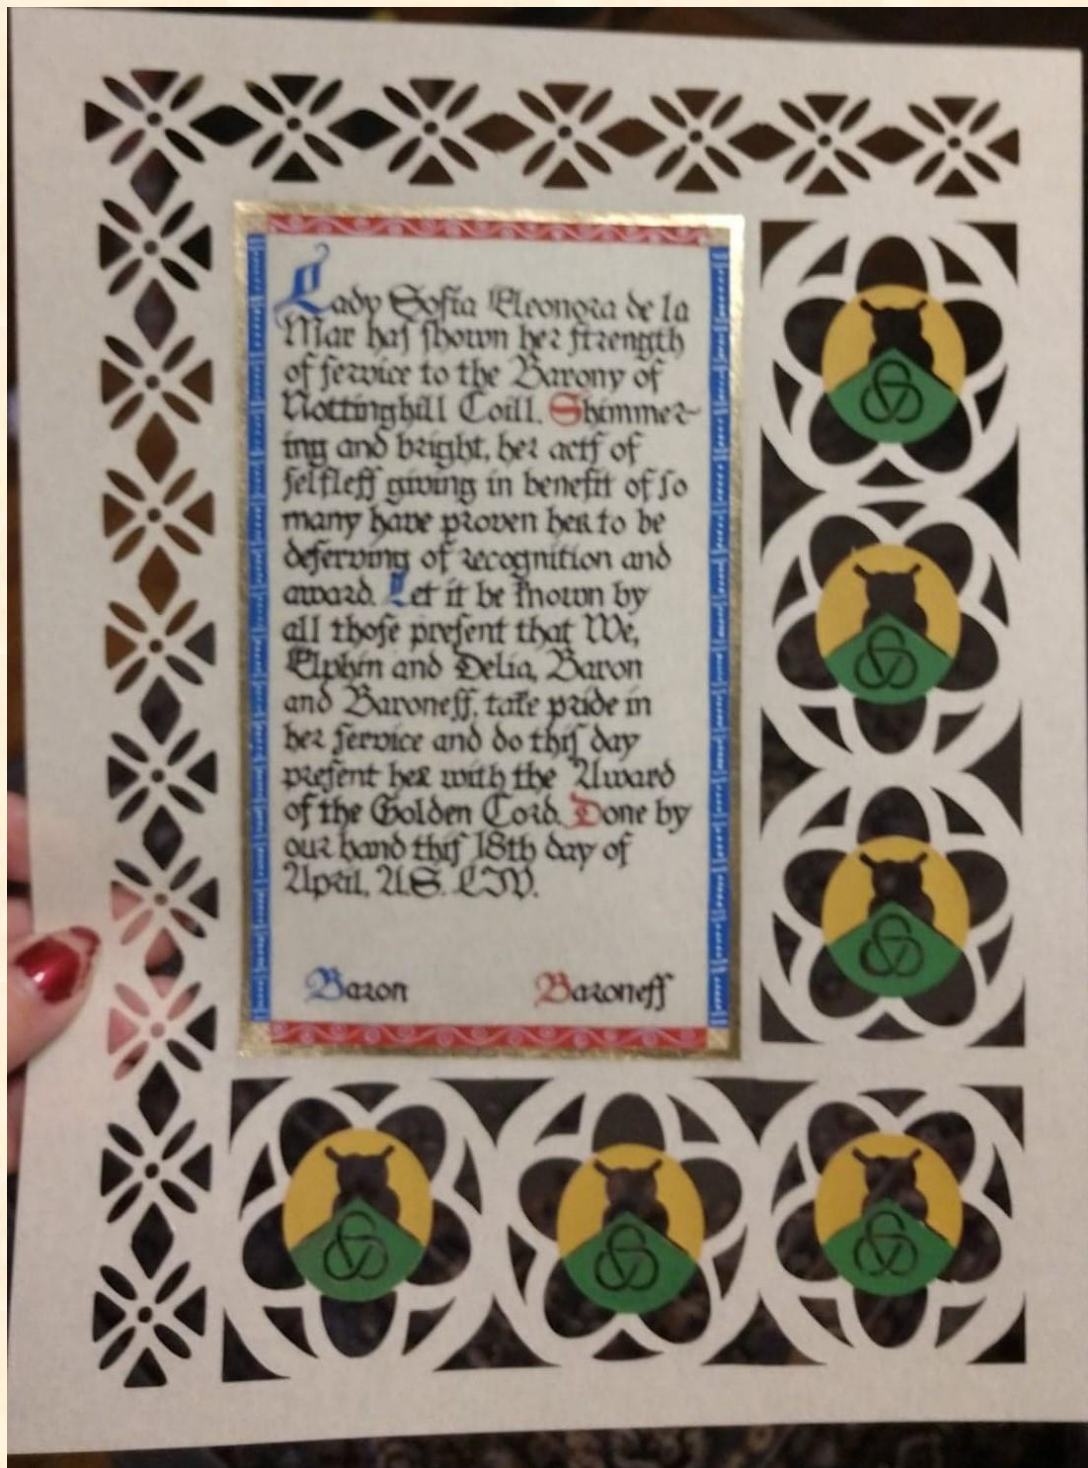 Lady Sofia Eleonora de la
Mar haſ ſhown her ſtrength
of ſervice to the Barony of
Nottinghill Coill. Shimmer-
ing and bright, her actſ of
ſelfleſſ giving in benefit of ſo
many have proven her to be
deſerving of recognition and
award. Let it be known by
all thoſe preſent that We,
Elphin and Delia, Baron
and Baroneſſ, take pride in
her ſervice and do thiſ day
preſent her with the Award
of the Golden Cord. Done by
our hand thiſ 18th day of
April, A.S. LIV.
Baron Baroneſſ